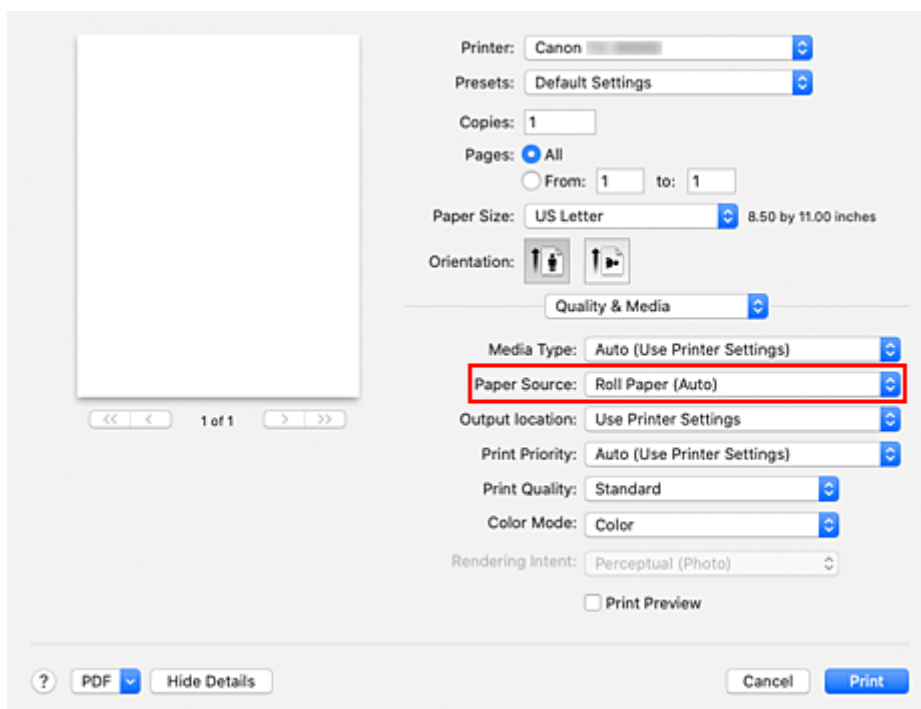 Printer: Canon
Presets: Default Settings
Copies: 1
Pages: All
From: 1 to: 1
Paper Size: US Letter 8.50 by 11.00 inches
Orientation:
Quality & Media
Media Type: Auto (Use Printer Settings)
Paper Source: Roll Paper (Auto)
1 of 1
Output location: Use Printer Settings
Print Priority: Auto (Use Printer Settings)
Print Quality: Standard
Color Mode: Color
Rendering Intent: Perceptual (Photo)
Print Preview
? PDF Hide Details Cancel Print